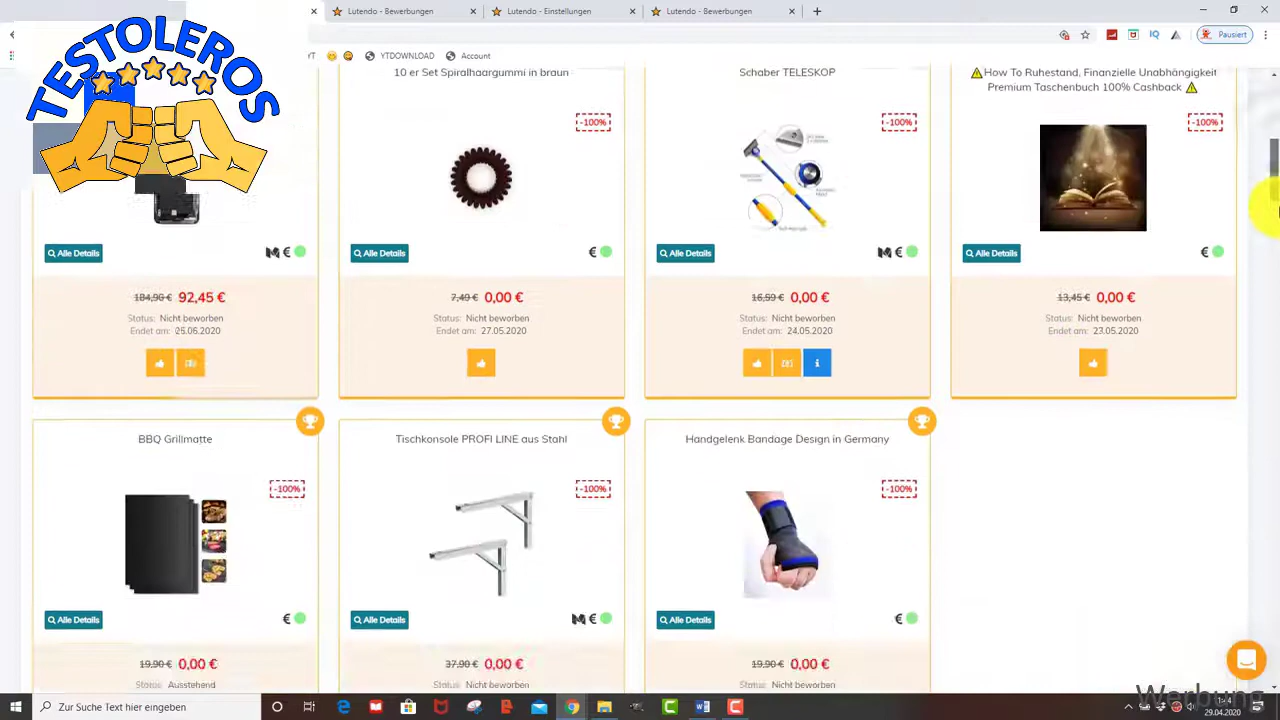 Lutendo - Bewerbungen
Lutendo - Einstellungen
Lutendo - Bewerbungen
Pausiert
YT
YTDOWNLOAD
Account
TESTOLEROS
10 er Set Spiralhaargummi in braun
Schaber TELESKOP
How To Ruhestand, Finanzielle Unabhängigkeit
Premium Taschenbuch 100% Cashback
-100%
-100%
-100%
Alle Details
€
Alle Details
€
Alle Details
€
Alle Details
€
184,90 € 92,45 €
Status: Nicht beworben
Endet am: 25.06.2020
7,49 € 0,00 €
Status: Nicht beworben
Endet am: 27.05.2020
16,59 € 0,00 €
Status: Nicht beworben
Endet am: 24.05.2020
13,45 € 0,00 €
Status: Nicht beworben
Endet am: 23.05.2020
BBQ Grillmatte
Tischkonsole PROFI LINE aus Stahl
Handgelenk Bandage Design in Germany
-100%
-100%
-100%
Alle Details
€
Alle Details
€
Alle Details
€
19,90 € 0,00 €
Status: Ausstehend
37,90 € 0,00 €
Status: Nicht beworben
19,90 € 0,00 €
Status: Nicht beworben
Werbung
Zur Suche Text hier eingeben
29.04.2020